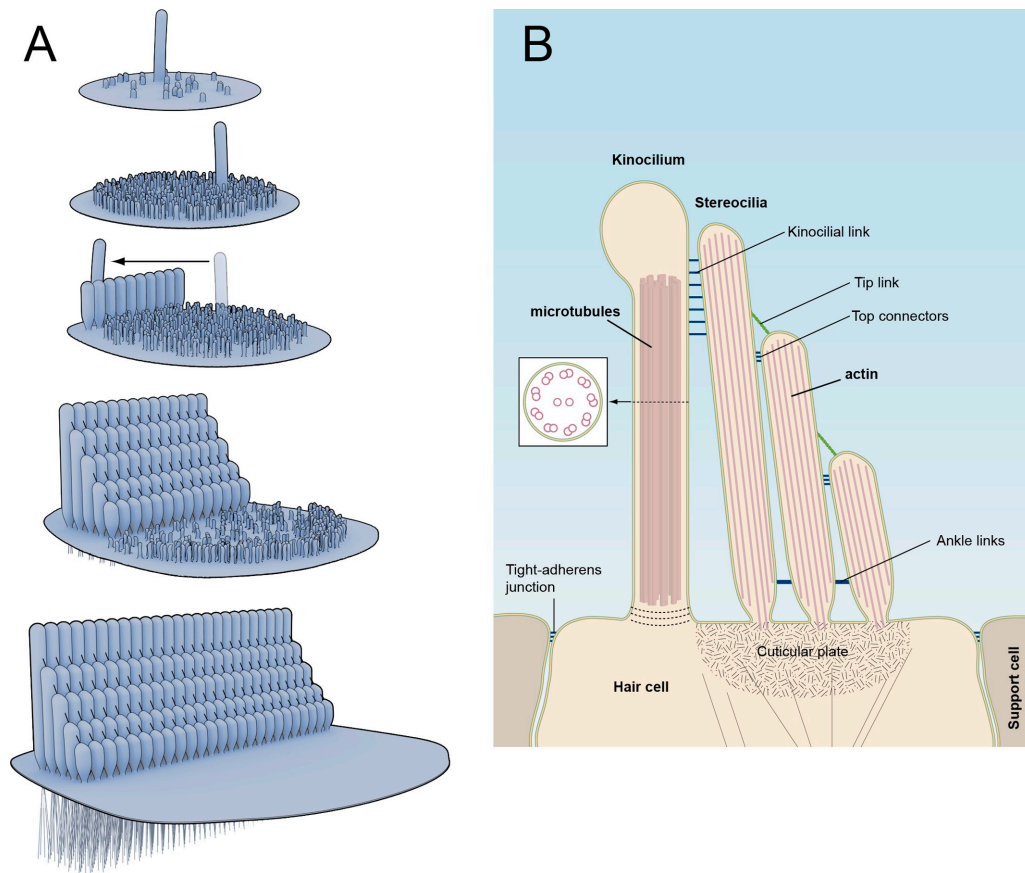 A
B
Kinocilium
Stereocilia
Kinocilial link
Tip link
microtubules
Top connectors
actin
Ankle links
Tight-adherens
junction
Cuticular plate
Hair cell
Support cell